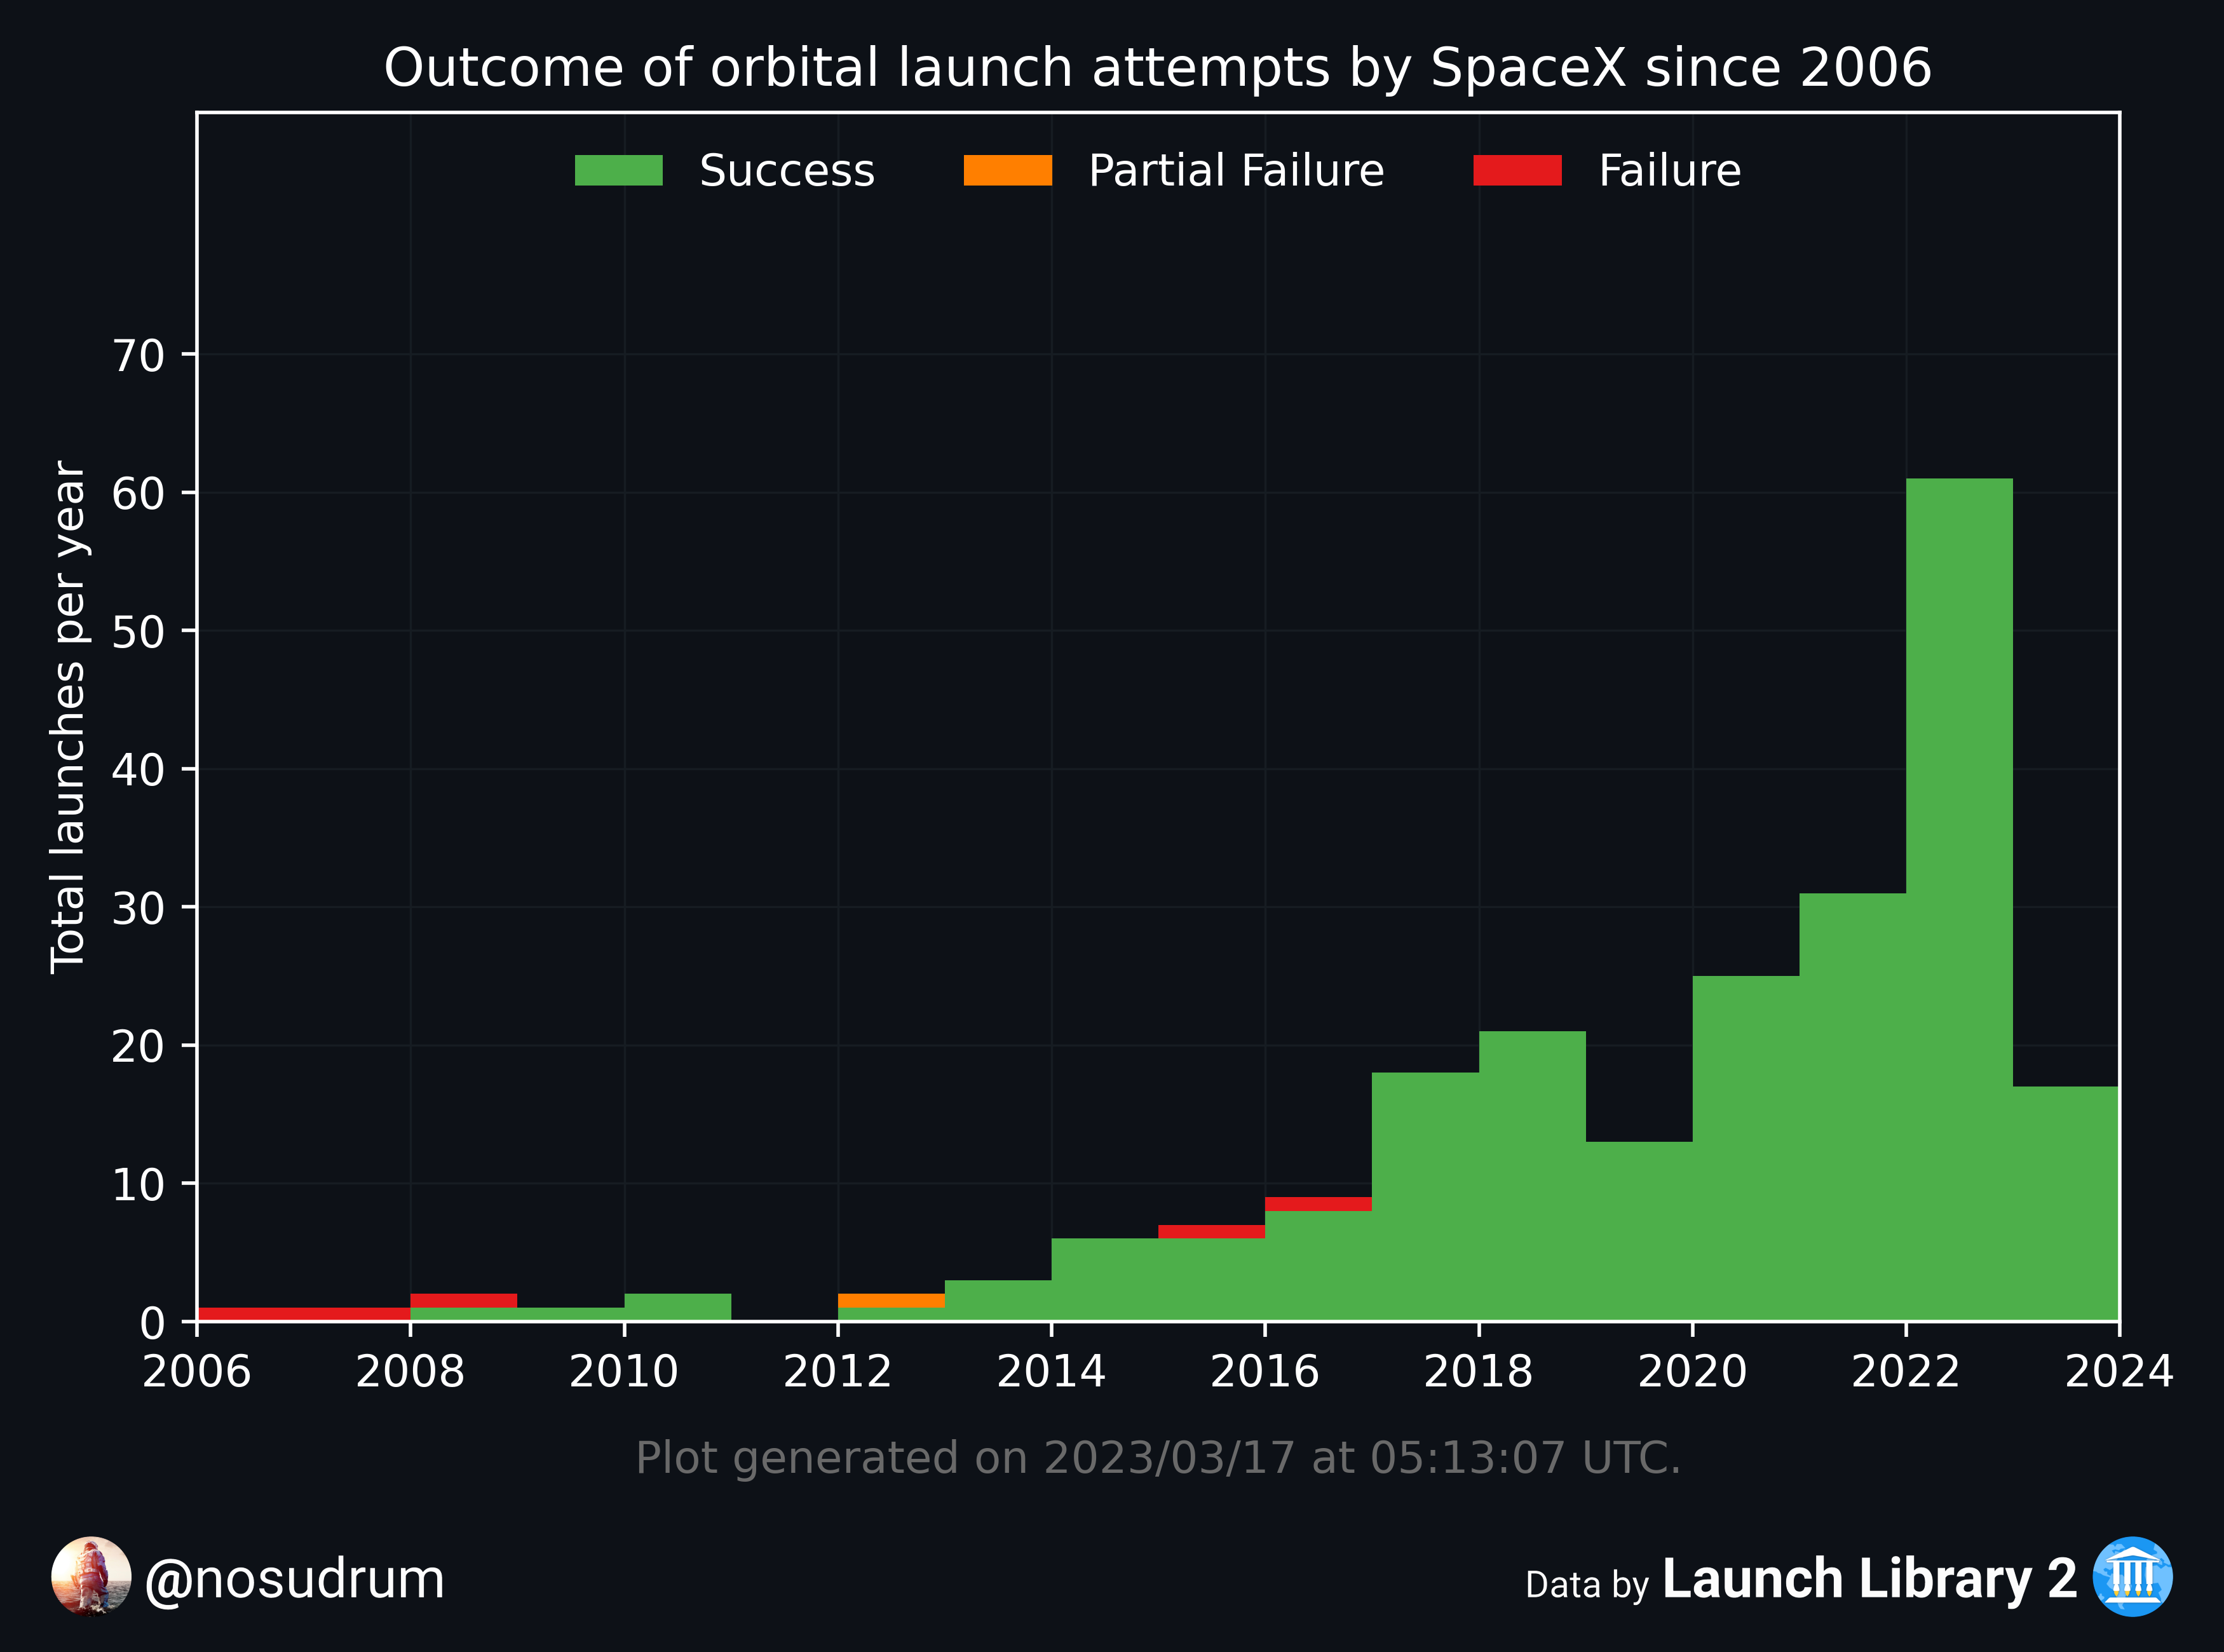 Outcome of orbital launch attempts by SpaceX since 2006
Success Partial Failure Failure
Total launches per year
70
60
50
40
30
20
10
0
2006 2008 2010 2012 2014 2016 2018 2020 2022 2024
Plot generated on 2023/03/17 at 05:13:07 UTC.
@nosudrum
Data by Launch Library 2